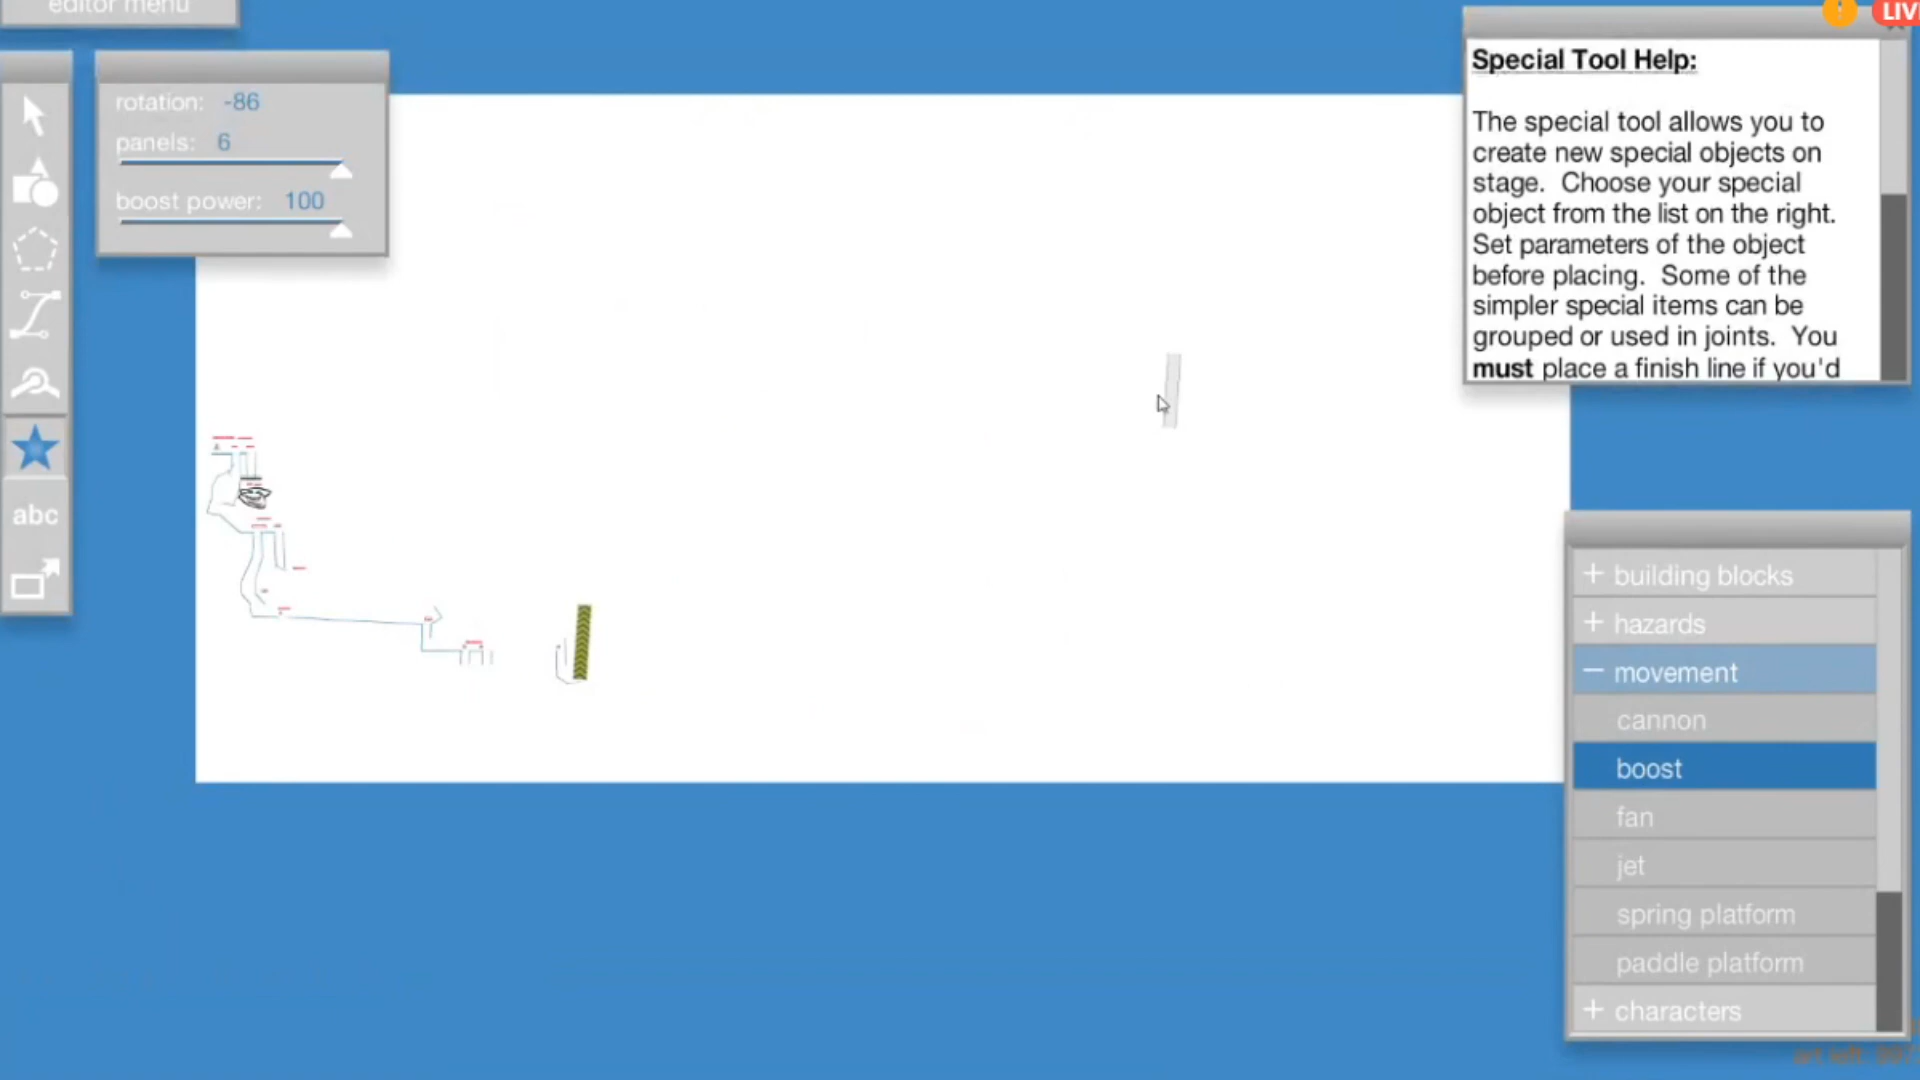 editor menu
LIV
rotation: -86
panels: 6
boost power: 100
abc
Special Tool Help:
The special tool allows you to
create new special objects on
stage. Choose your special
object from the list on the right.
Set parameters of the object
before placing. Some of the
simpler special items can be
grouped or used in joints. You
must place a finish line if you'd
+ building blocks
+ hazards
− movement
cannon
boost
fan
jet
spring platform
paddle platform
+ characters
art left: